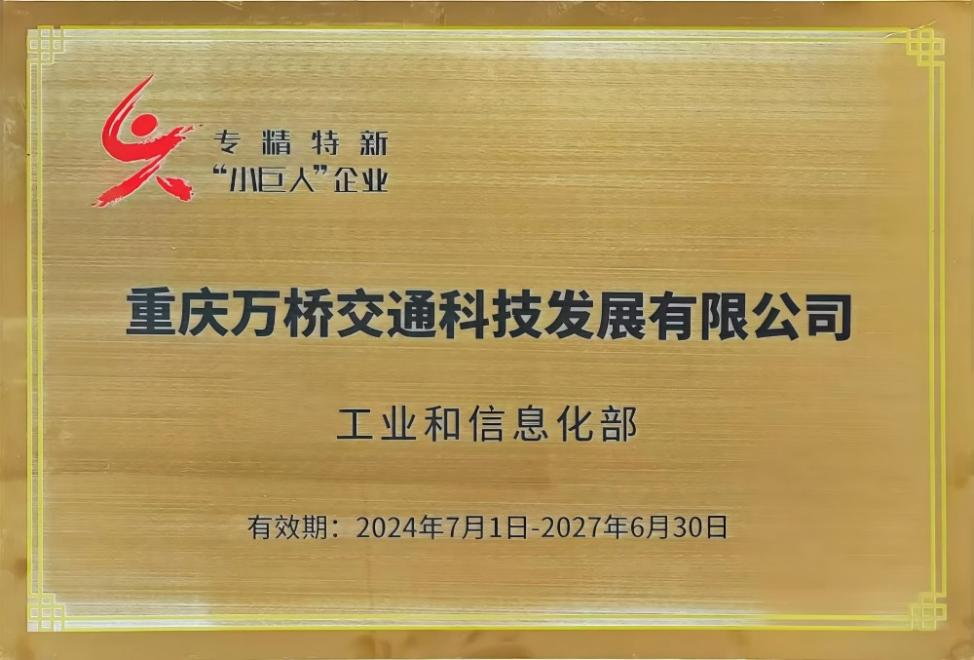 专精特新
“小巨人”企业
重庆万桥交通科技发展有限公司
工业和信息化部
有效期：2024年7月1日-2027年6月30日